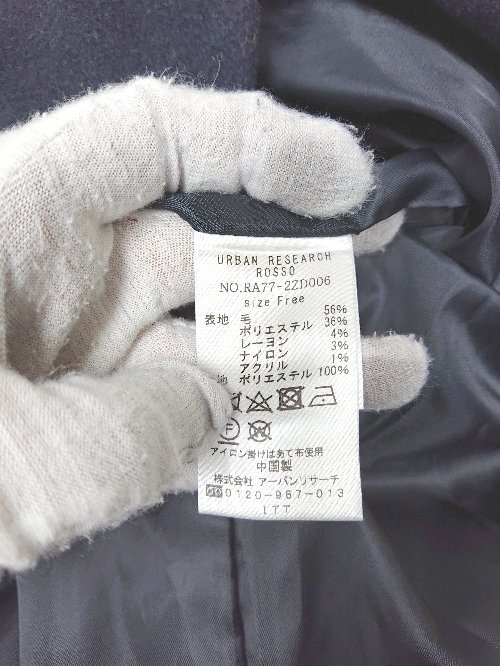 URBAN RESEARCH
ROSSO
NO.RA77-2ZD006
size Free
表地 毛 56%
ポリエステル 36%
レーヨン 4%
ナイロン 3%
アクリル 1%
地 ポリエステル 100%
アイロン掛けはあて布使用
中国製
株式会社 アーバンリサーチ
0120-967-013
ITT